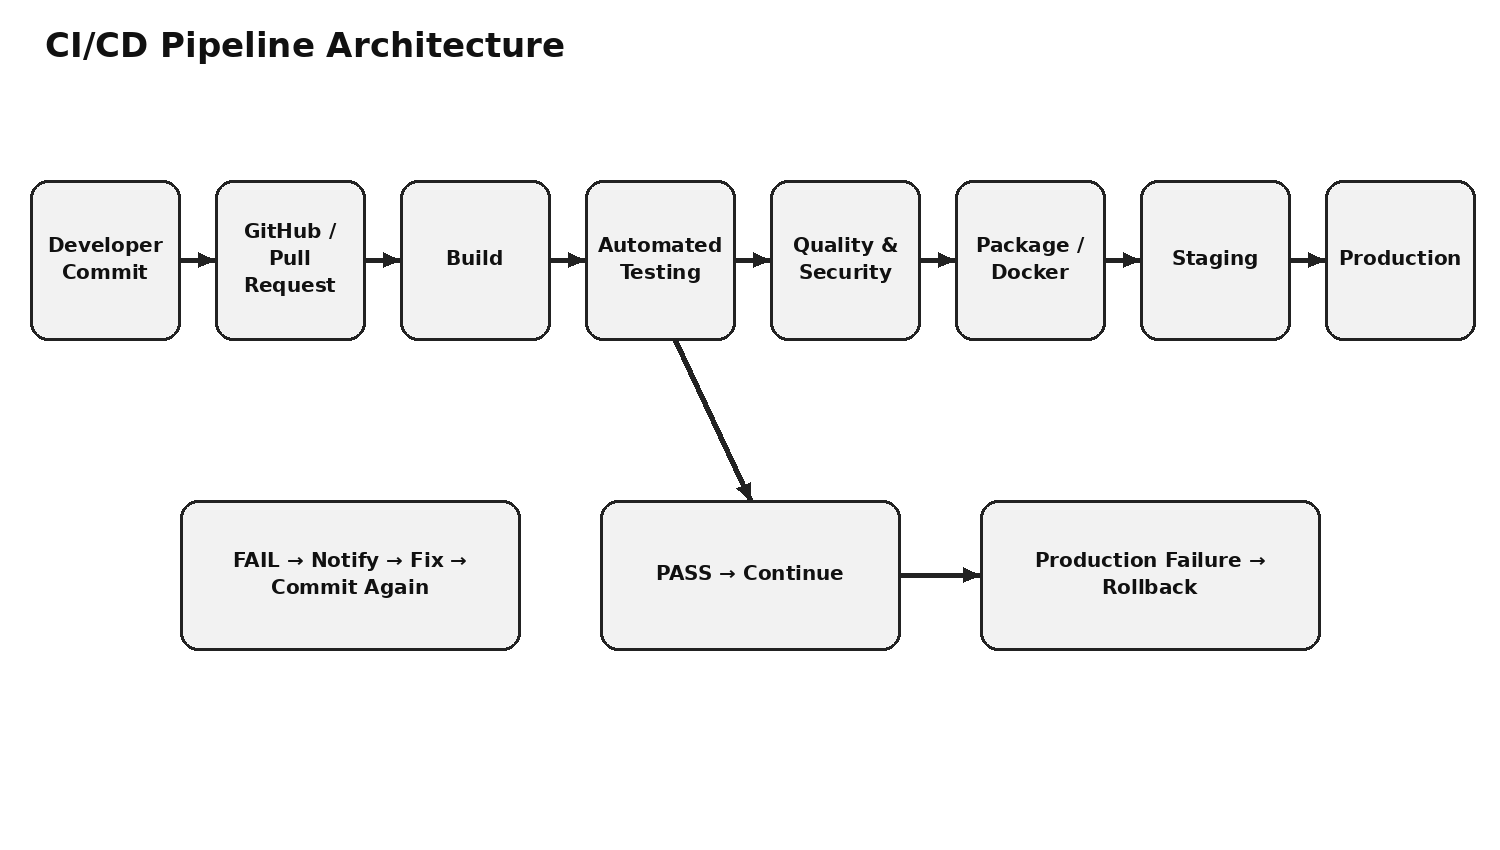 CI/CD Pipeline Architecture
Developer
Commit
GitHub /
Pull
Request
Build
Automated
Testing
Quality &
Security
Package /
Docker
Staging
Production
FAIL → Notify → Fix →
Commit Again
PASS → Continue
Production Failure →
Rollback